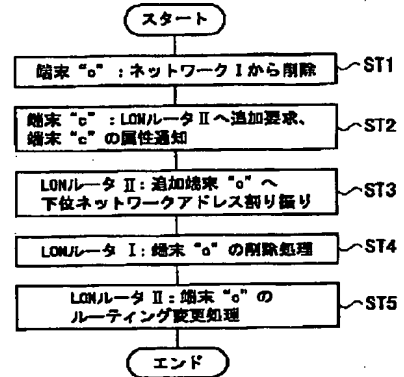 スタート
端末“c”：ネットワークⅠから削除
ST1
端末“c”：LONルータⅡへ追加要求、
端末“c”の属性通知
ST2
LONルータⅡ：追加端末“c”へ
下位ネットワークアドレス割り振り
ST3
LONルータⅠ：端末“c”の削除処理
ST4
LONルータⅡ：端末“c”の
ルーティング変更処理
ST5
エンド